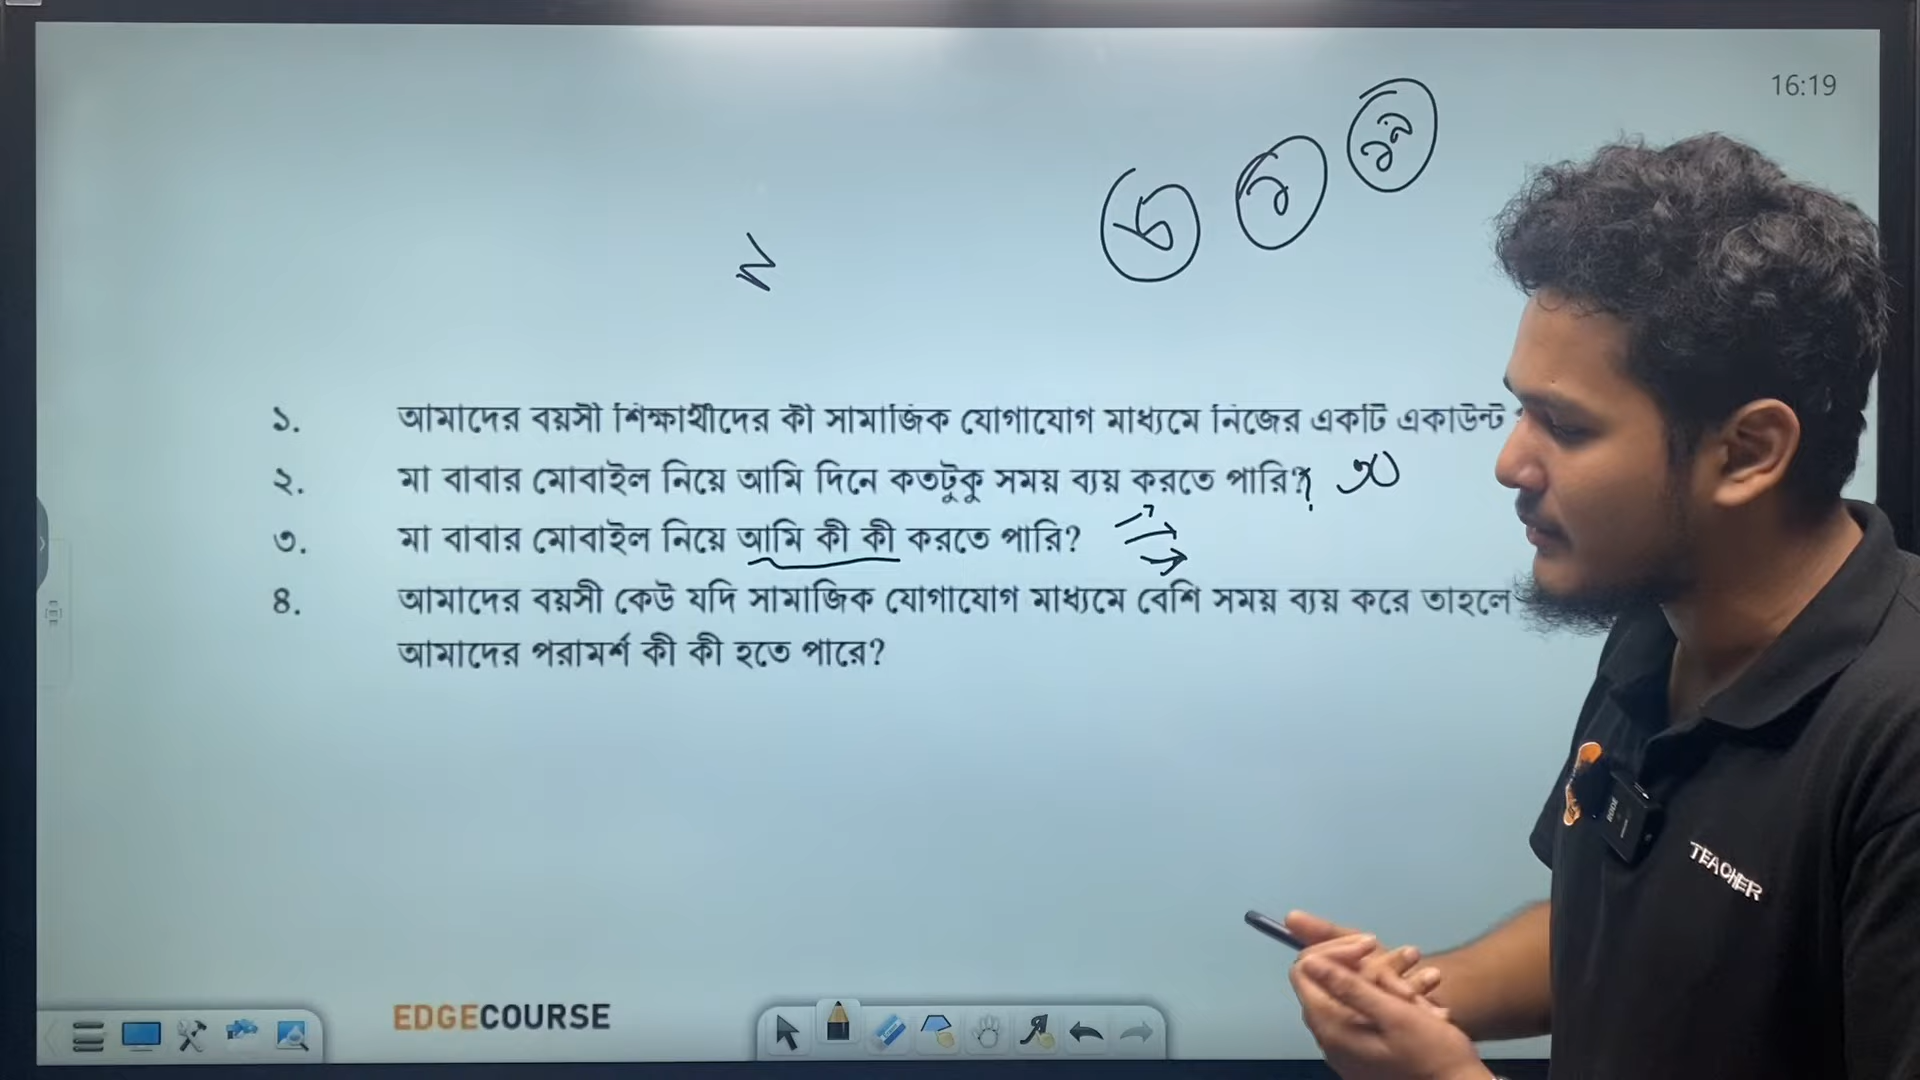 16:19
১. আমাদের বয়সী শিক্ষার্থীদের কী সামাজিক যোগাযোগ মাধ্যমে নিজের একটি একাউন্ট
২. মা বাবার মোবাইল নিয়ে আমি দিনে কতটুকু সময় ব্যয় করতে পারি?
৩. মা বাবার মোবাইল নিয়ে আমি কী কী করতে পারি?
৪. আমাদের বয়সী কেউ যদি সামাজিক যোগাযোগ মাধ্যমে বেশি সময় ব্যয় করে তাহলে
আমাদের পরামর্শ কী কী হতে পারে?
RODE
TEACHER
EDGECOURSE